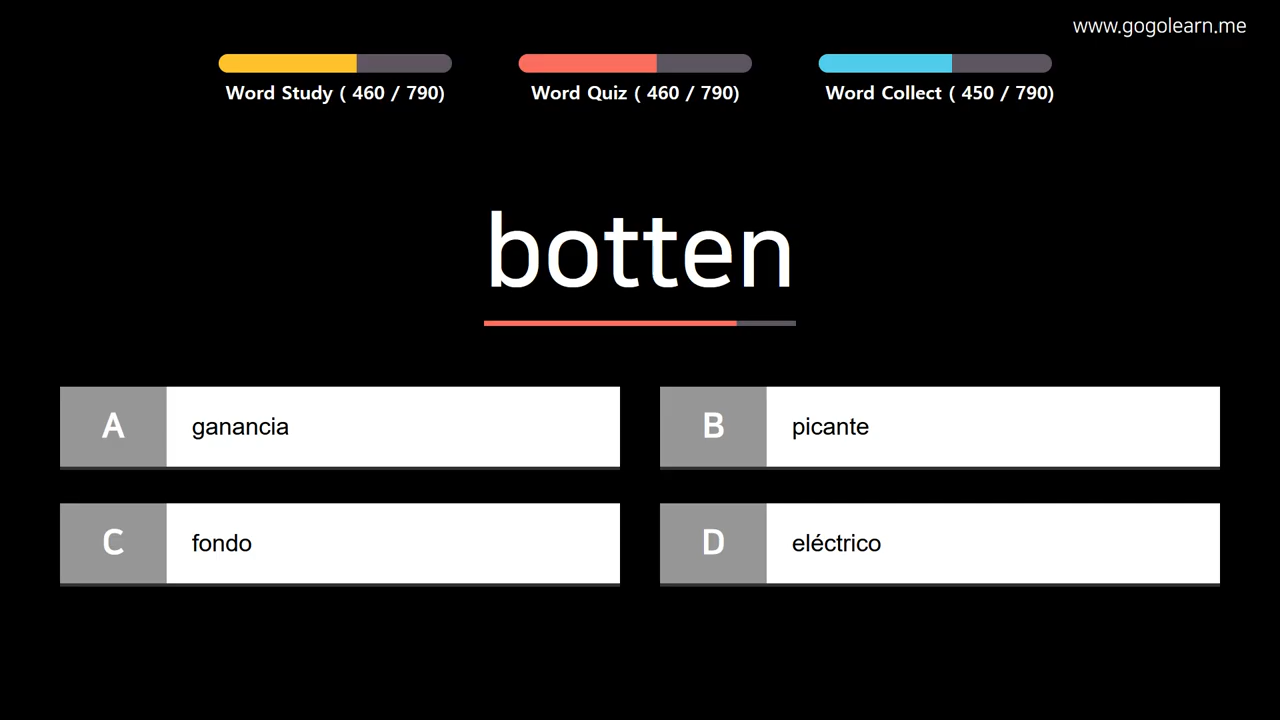 www.gogolearn.me
Word Study ( 460 / 790)
Word Quiz ( 460 / 790)
Word Collect ( 450 / 790)
botten
A ganancia
B picante
C fondo
D eléctrico